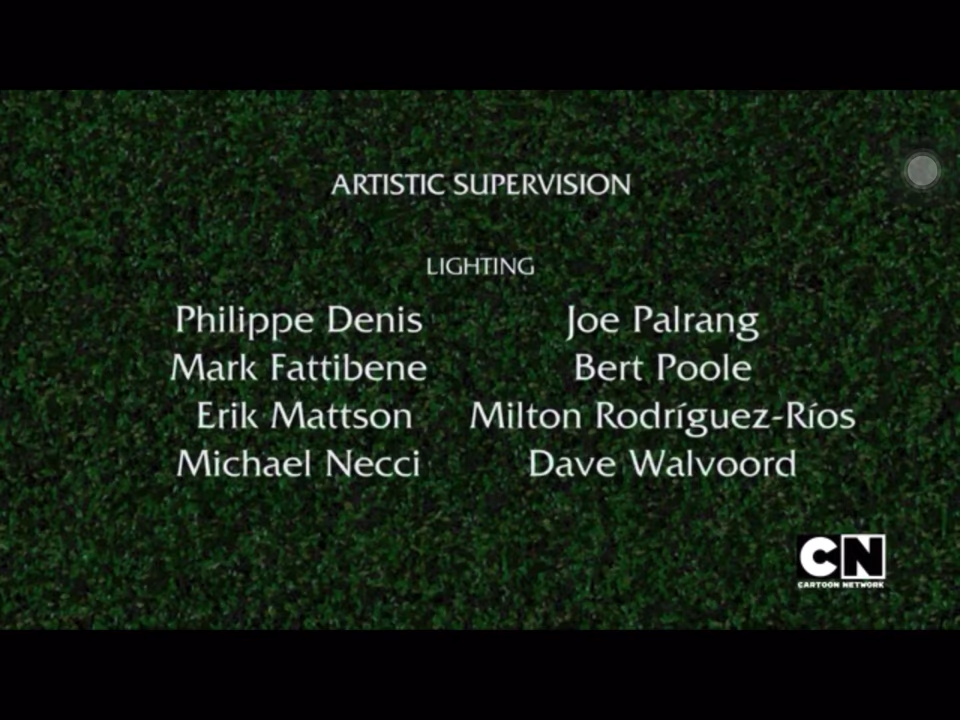 ARTISTIC SUPERVISION
LIGHTING
Philippe Denis
Mark Fattibene
Erik Mattson
Michael Necci
Joe Palrang
Bert Poole
Milton Rodríguez-Ríos
Dave Walvoord
CN
CARTOON NETWORK